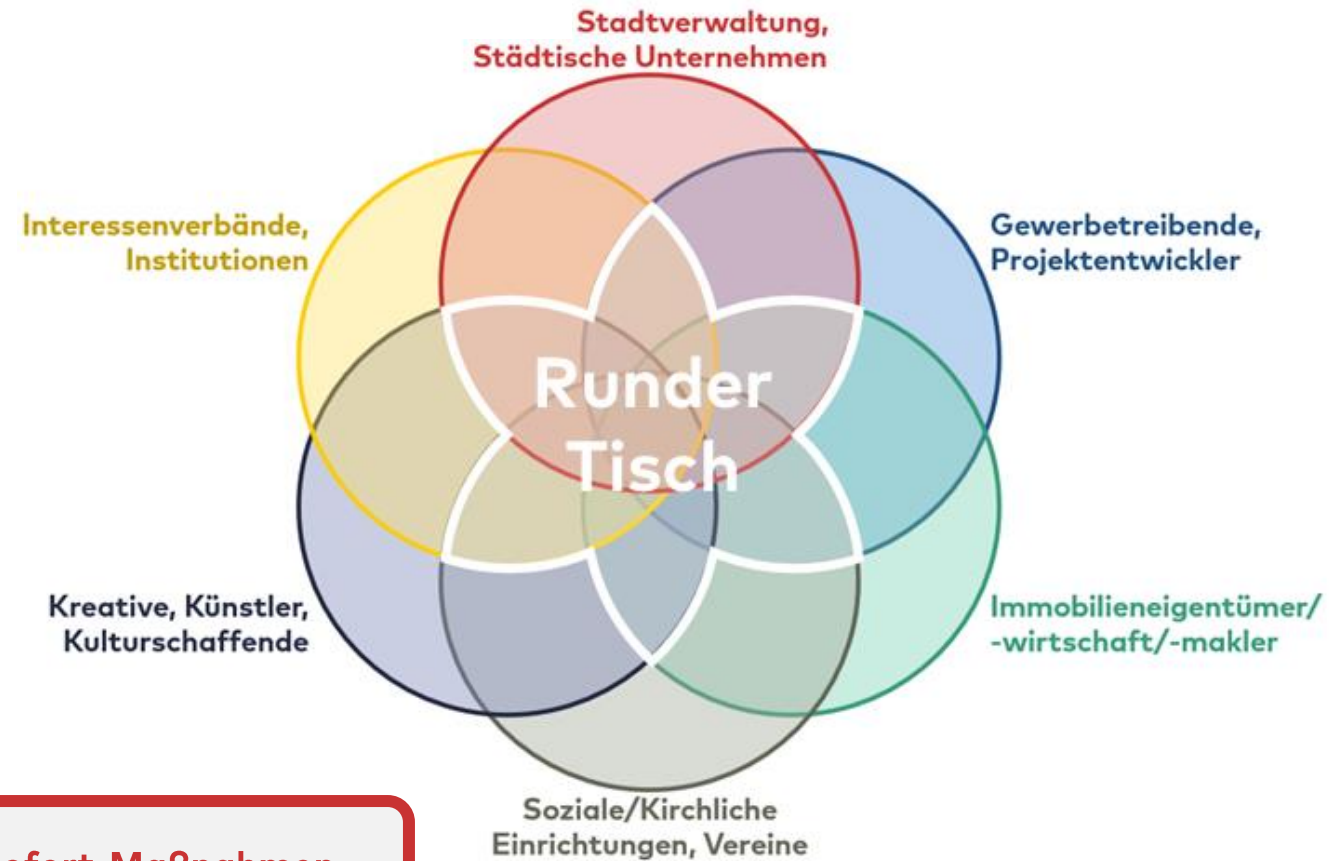 Stadtverwaltung,
Städtische Unternehmen
Interessenverbände,
Institutionen
Gewerbetreibende,
Projektentwickler
Runder
Tisch
Kreative, Künstler,
Kulturschaffende
Immobilieneigentümer/
-wirtschaft/-makler
Soziale/Kirchliche
Einrichtungen, Vereine